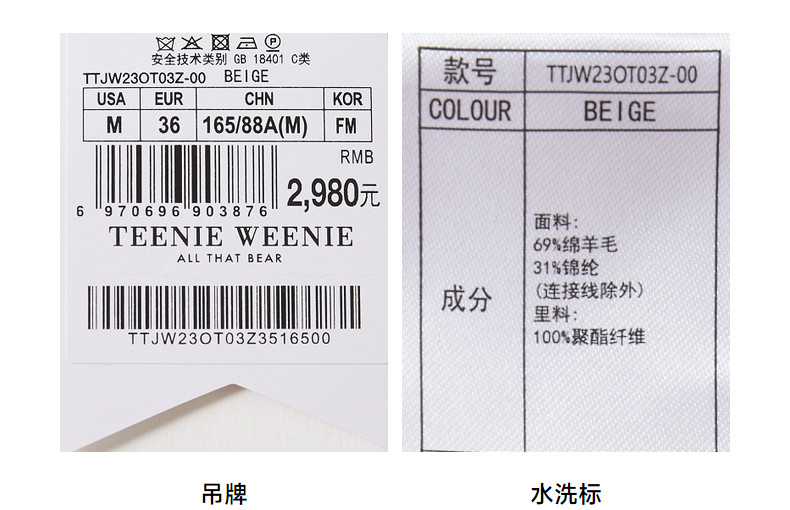 安全技术类别 GB 18401 C类
TTJW23OT03Z-00 BEIGE
USA EUR CHN KOR
M 36 165/88A(M) FM
RMB
2,980元
6 970696 903876
TEENIE WEENIE
ALL THAT BEAR
TTJW23OT03Z3516500
吊牌
款号 TTJW23OT03Z-00
COLOUR BEIGE
成分
面料:
69%绵羊毛
31%锦纶
(连接线除外)
里料:
100%聚酯纤维
水洗标